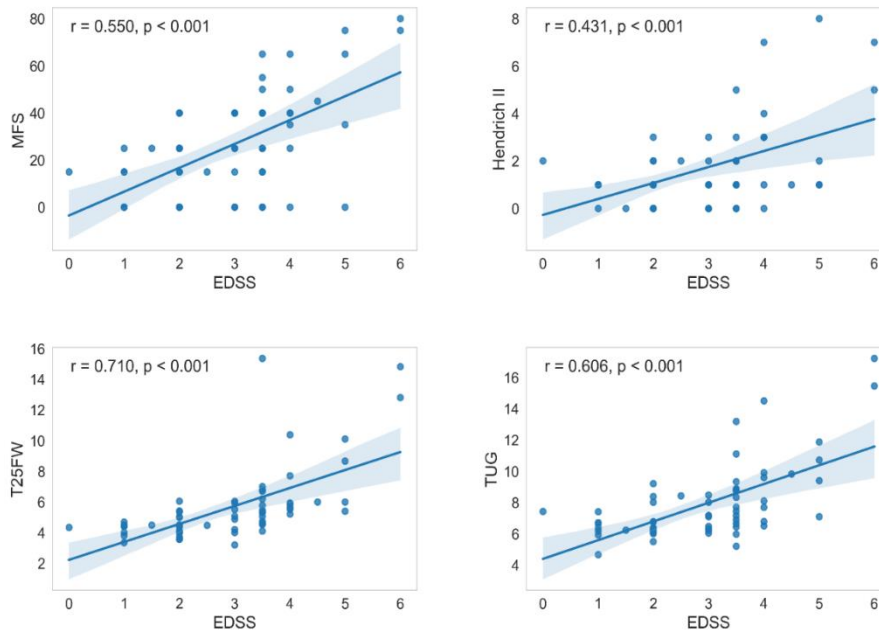 r = 0.550, p < 0.001
MFS
80
60
40
20
0
0 1 2 3 4 5 6
EDSS
r = 0.431, p < 0.001
Hendrich II
8
6
4
2
0
0 1 2 3 4 5 6
EDSS
r = 0.710, p < 0.001
T25FW
16
14
12
10
8
6
4
2
0 1 2 3 4 5 6
EDSS
r = 0.606, p < 0.001
TUG
16
14
12
10
8
6
4
0 1 2 3 4 5 6
EDSS